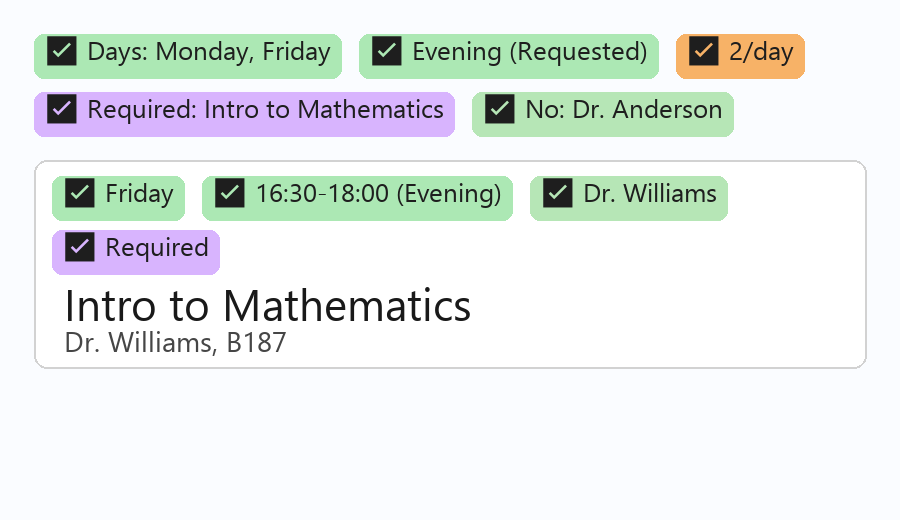 Days: Monday, Friday Evening (Requested) 2/day
Required: Intro to Mathematics No: Dr. Anderson
Friday 16:30-18:00 (Evening) Dr. Williams
Required
Intro to Mathematics
Dr. Williams, B187